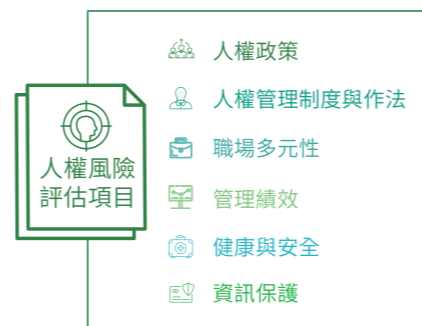 人權風險
評估項目
人權政策
人權管理制度與作法
職場多元性
管理績效
健康與安全
資訊保護